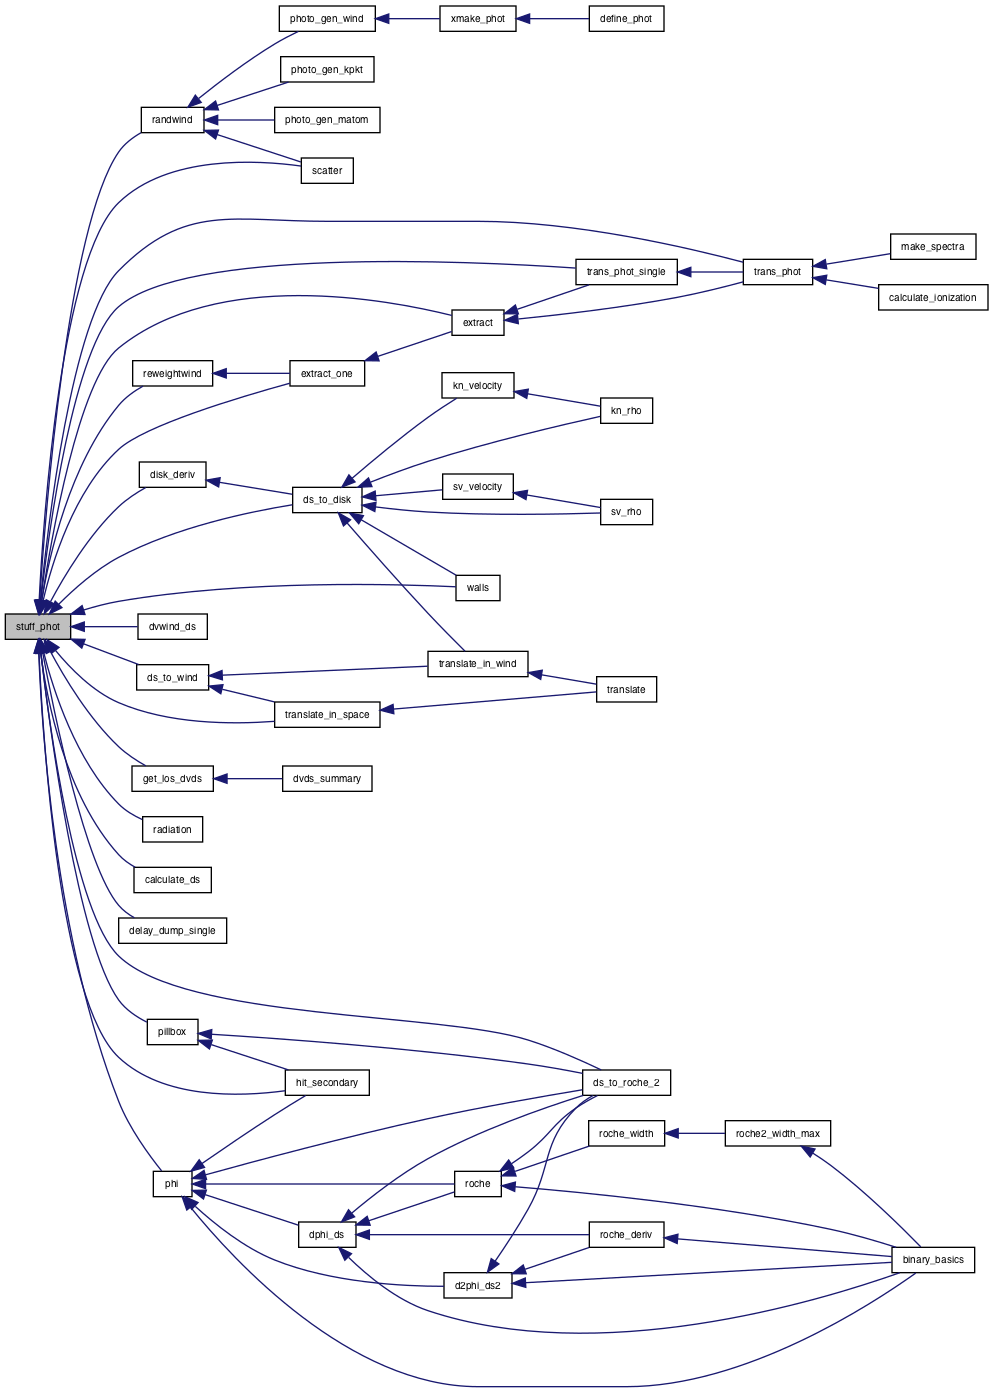 photo_gen_wind
xmake_phot
define_phot
photo_gen_kpkt
randwind
photo_gen_matom
scatter
make_spectra
trans_phot_single
trans_phot
calculate_ionization
extract
reweightwind
extract_one
kn_velocity
kn_rho
disk_deriv
ds_to_disk
sv_velocity
sv_rho
walls
stuff_phot
dvwind_ds
translate_in_wind
ds_to_wind
translate
translate_in_space
get_los_dvds
dvds_summary
radiation
calculate_ds
delay_dump_single
pillbox
hit_secondary
ds_to_roche_2
roche_width
roche2_width_max
phi
roche
dphi_ds
roche_deriv
binary_basics
d2phi_ds2